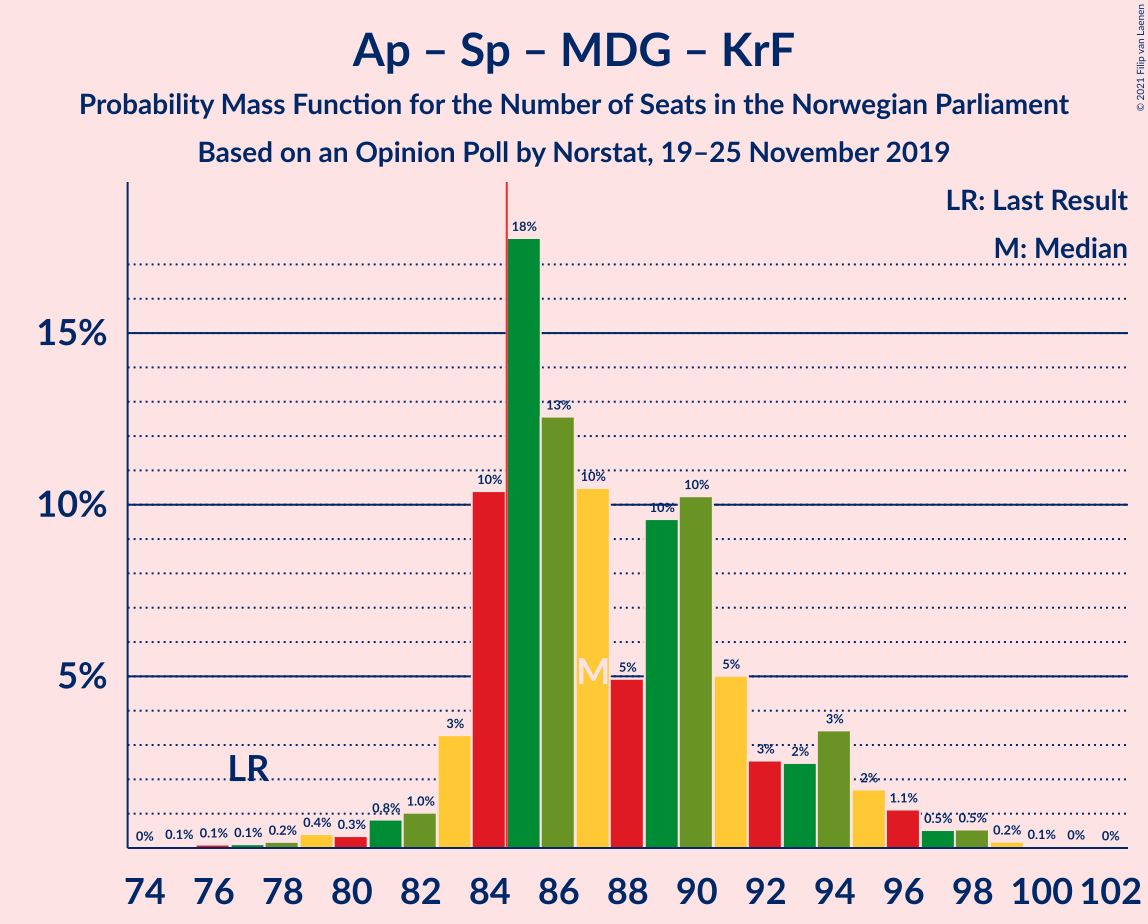 Ap – Sp – MDG – KrF
Probability Mass Function for the Number of Seats in the Norwegian Parliament
Based on an Opinion Poll by Norstat, 19–25 November 2019
© 2021 Filip van Laenen
LR: Last Result
M: Median
15%
10%
5%
0% 0.1% 0.1% 0.1% 0.2% 0.4% 0.3% 0.8% 1.0% 3% 10% 18% 13% 10% 5% 10% 10% 5% 3% 2% 3% 2% 1.1% 0.5% 0.5% 0.2% 0.1% 0% 0%
LR
M
74 76 78 80 82 84 86 88 90 92 94 96 98 100 102